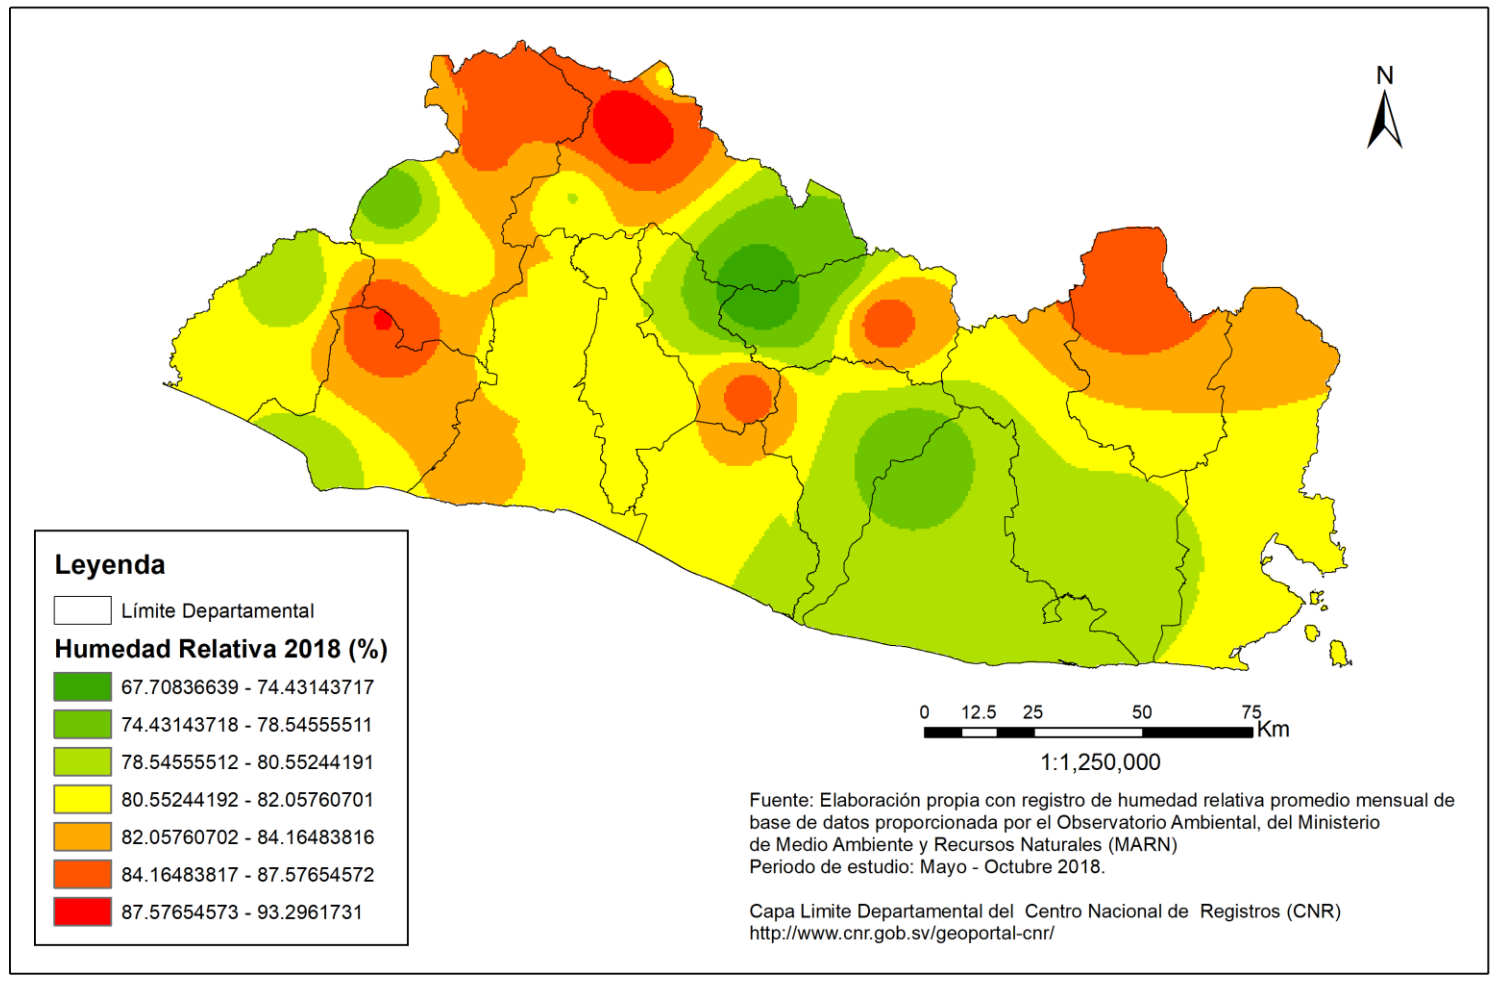 N
Leyenda
Límite Departamental
Humedad Relativa 2018 (%)
67.70836639 - 74.43143717
74.43143718 - 78.54555511
78.54555512 - 80.55244191
80.55244192 - 82.05760701
82.05760702 - 84.16483816
84.16483817 - 87.57654572
87.57654573 - 93.2961731
0 12.5 25 50 75
Km
1:1,250,000
Fuente: Elaboración propia con registro de humedad relativa promedio mensual de
base de datos proporcionada por el Observatorio Ambiental, del Ministerio
de Medio Ambiente y Recursos Naturales (MARN)
Periodo de estudio: Mayo - Octubre 2018.
Capa Limite Departamental del Centro Nacional de Registros (CNR)
http://www.cnr.gob.sv/geoportal-cnr/